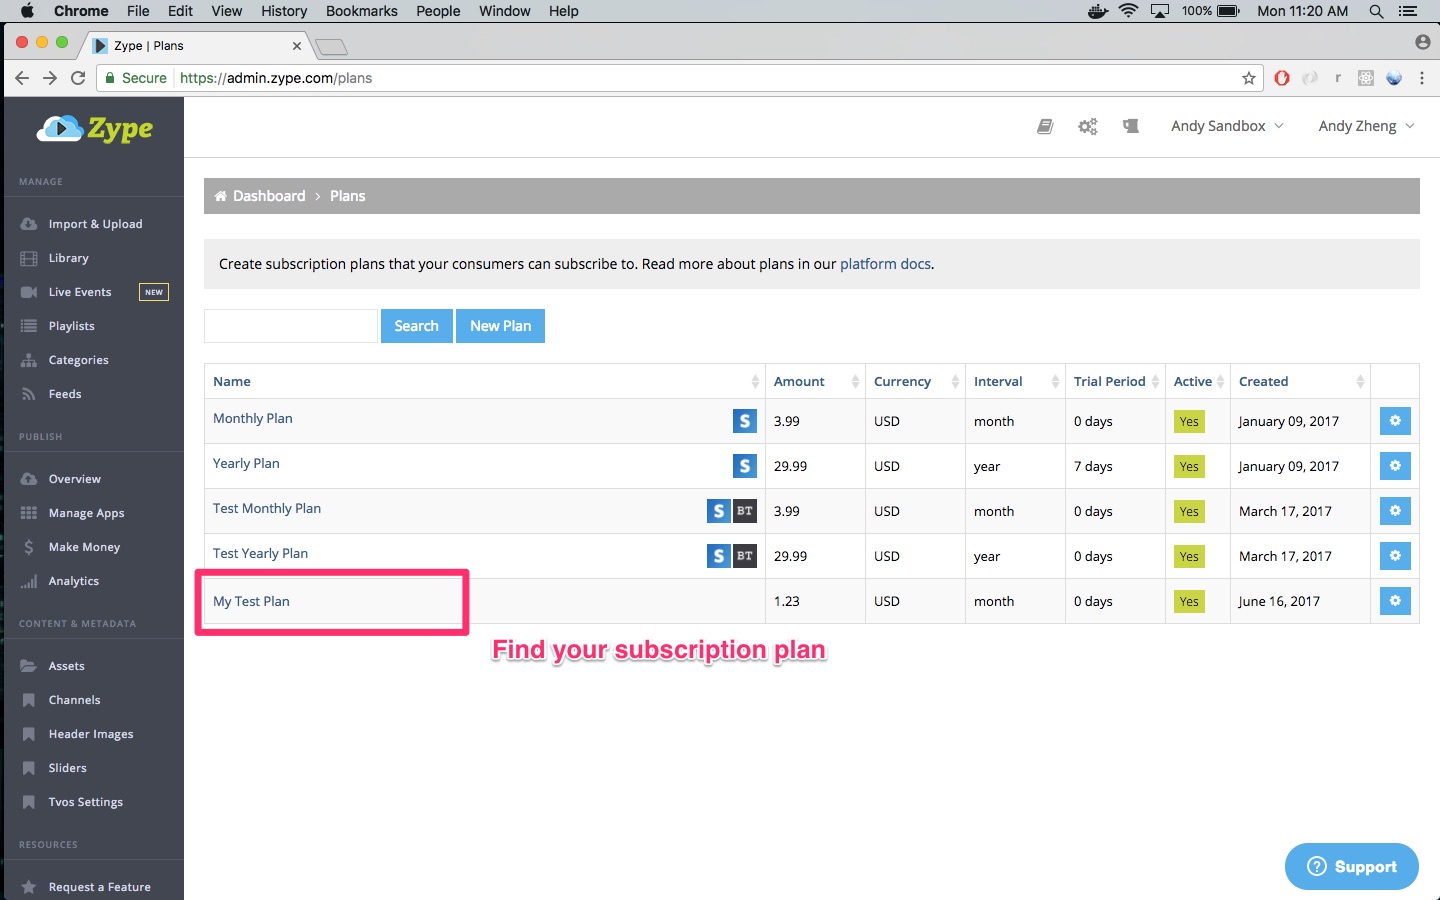 Chrome File Edit View History Bookmarks People Window Help 100% Mon 11:20 AM
Zype | Plans
Secure https://admin.zype.com/plans r
Zype
Andy Sandbox Andy Zheng
MANAGE
Import & Upload
Library
Live Events NEW
Playlists
Categories
Feeds
PUBLISH
Overview
Manage Apps
Make Money
Analytics
CONTENT & METADATA
Assets
Channels
Header Images
Sliders
Tvos Settings
RESOURCES
Request a Feature
Dashboard > Plans
Create subscription plans that your consumers can subscribe to. Read more about plans in our platform docs.
Search New Plan
Name Amount Currency Interval Trial Period Active Created
Monthly Plan S 3.99 USD month 0 days Yes January 09, 2017
Yearly Plan S 29.99 USD year 7 days Yes January 09, 2017
Test Monthly Plan S BT 3.99 USD month 0 days Yes March 17, 2017
Test Yearly Plan S BT 29.99 USD year 0 days Yes March 17, 2017
My Test Plan 1.23 USD month 0 days Yes June 16, 2017
Find your subscription plan
? Support